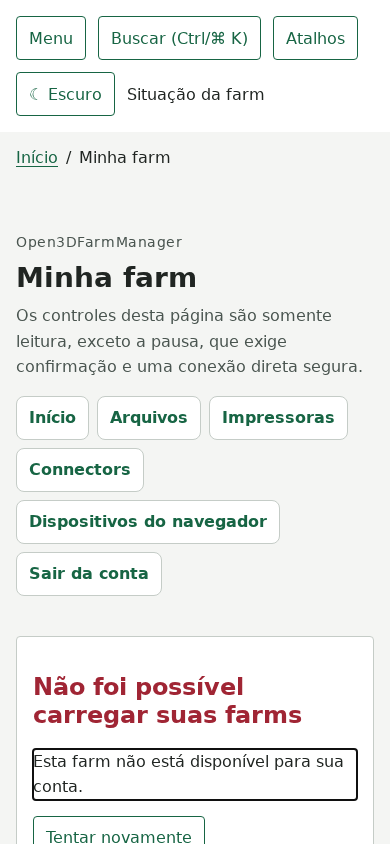 Menu
Buscar (Ctrl/⌘ K)
Atalhos
☾ Escuro
Situação da farm
Início / Minha farm
Open3DFarmManager
Minha farm
Os controles desta página são somente
leitura, exceto a pausa, que exige
confirmação e uma conexão direta segura.
Início
Arquivos
Impressoras
Connectors
Dispositivos do navegador
Sair da conta
Não foi possível
carregar suas farms
Esta farm não está disponível para sua
conta.
Tentar novamente